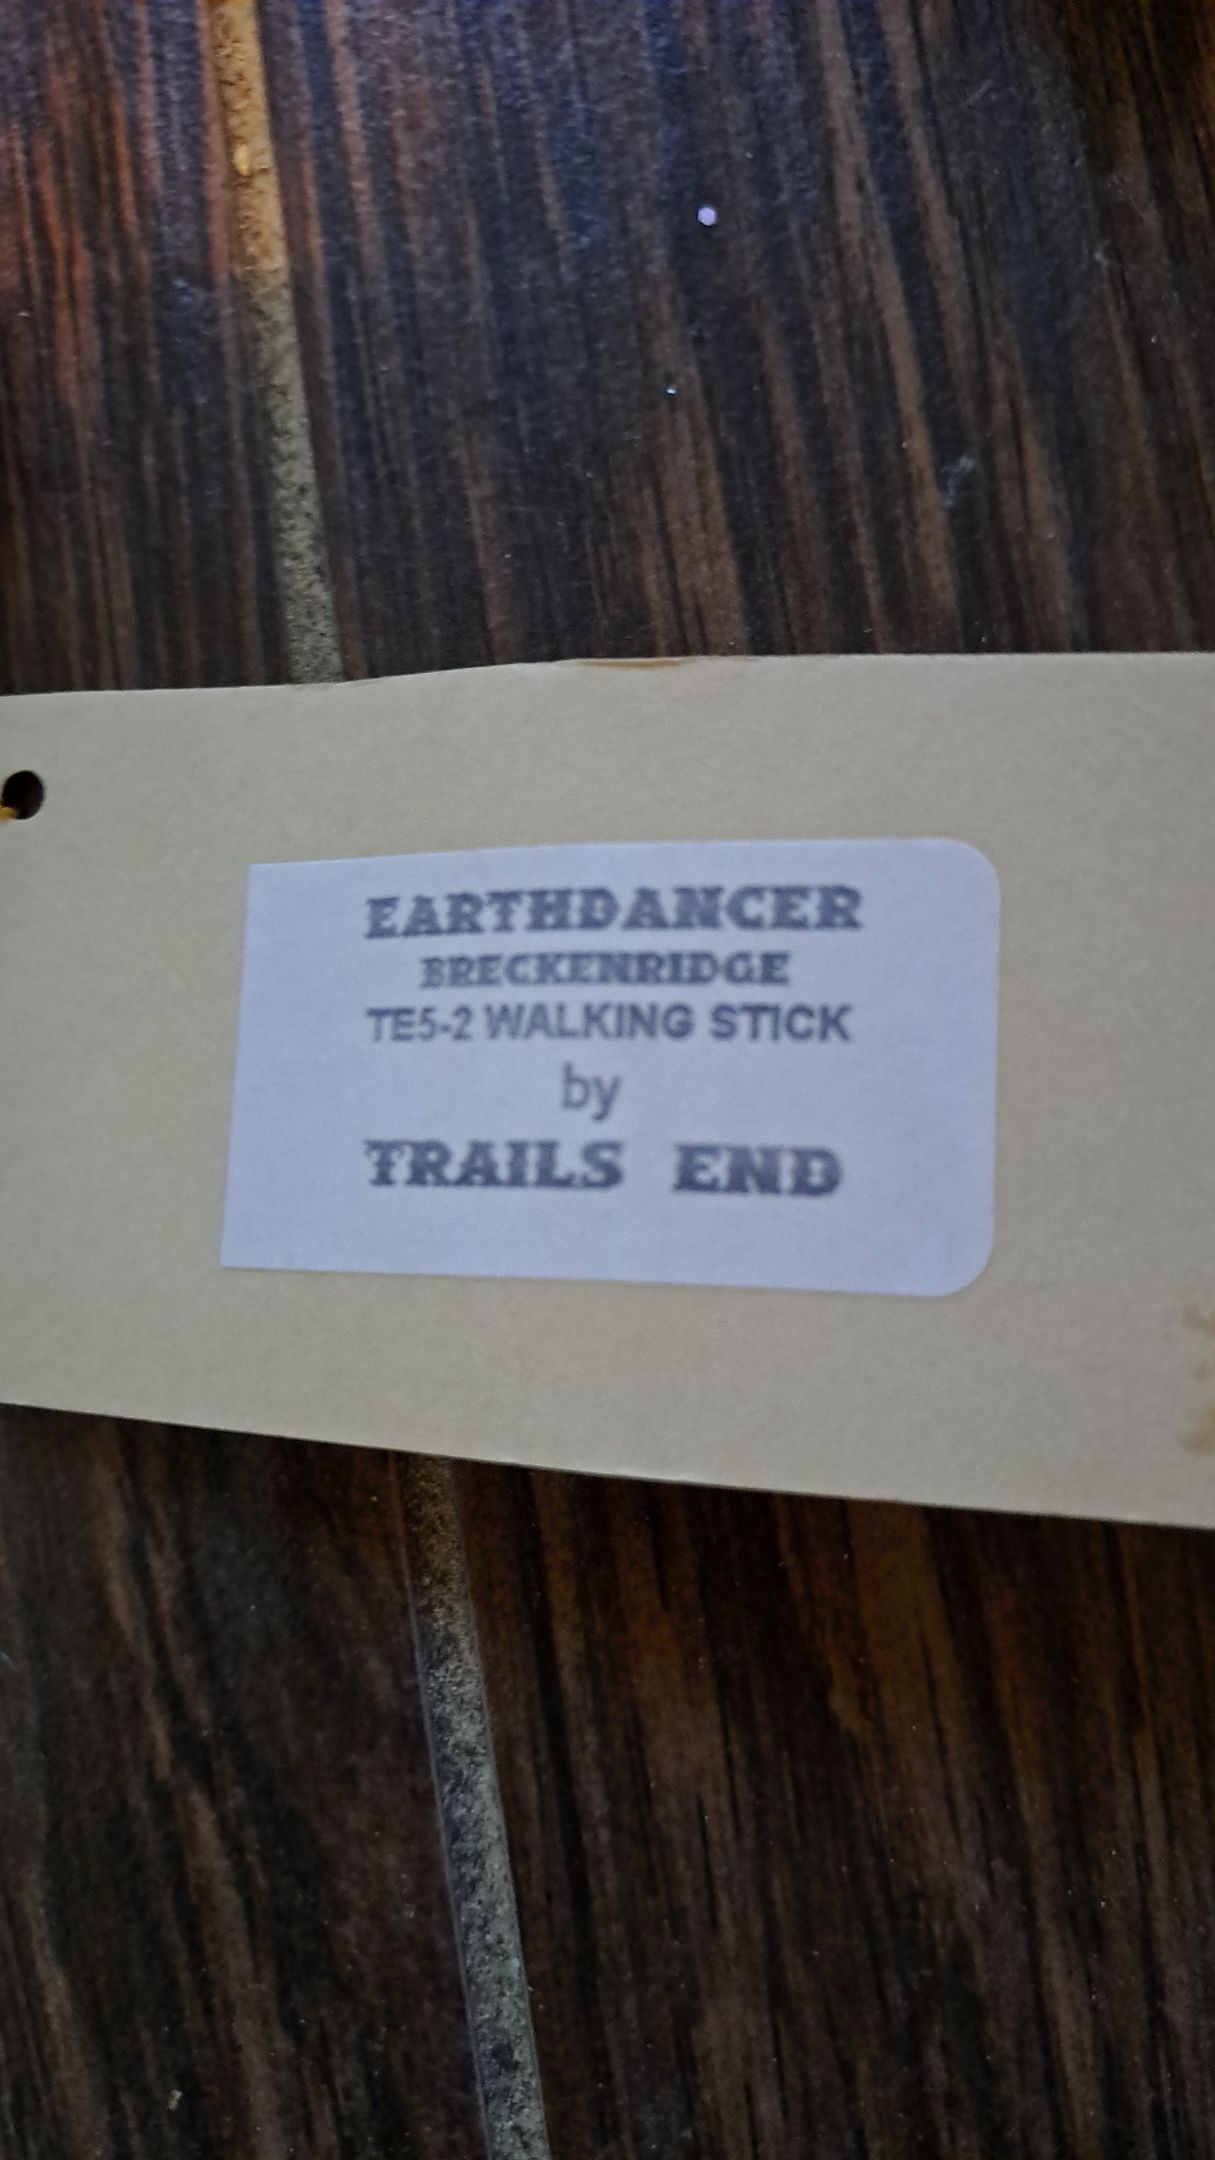 EARTHDANCER
BRECKENRIDGE
TE5-2 WALKING STICK
by
TRAILS END